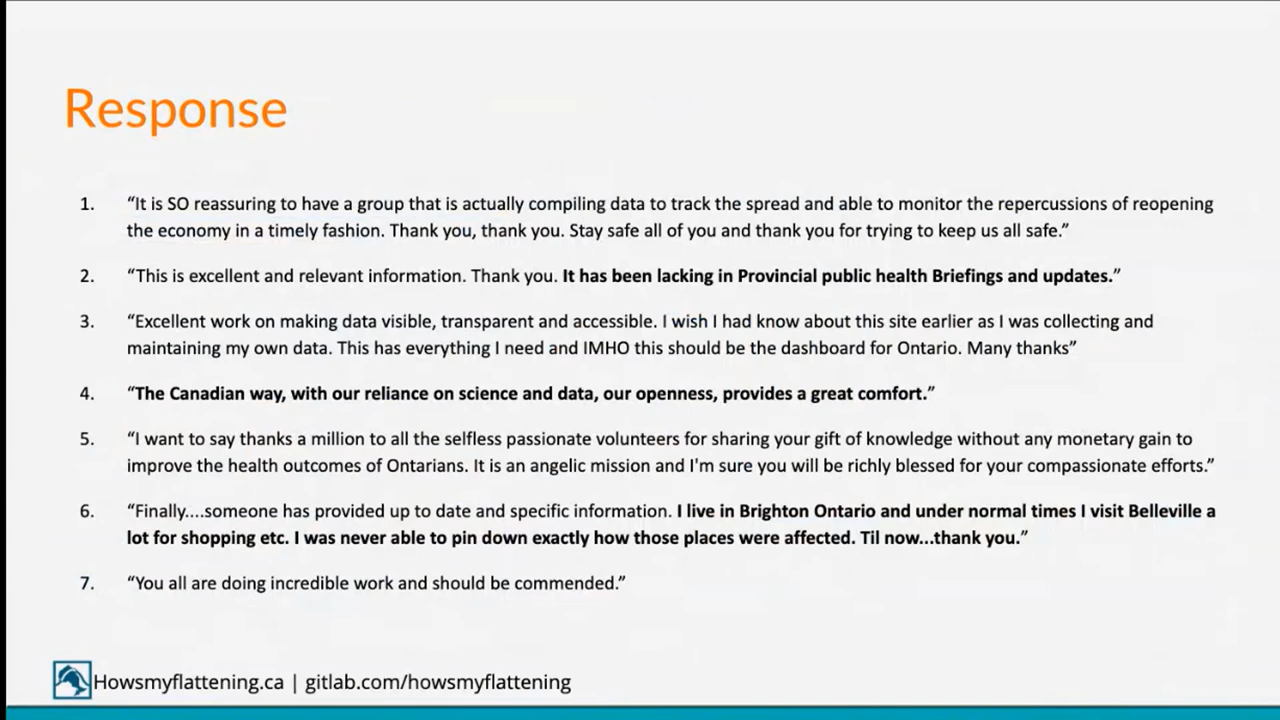 Response
1. “It is SO reassuring to have a group that is actually compiling data to track the spread and able to monitor the repercussions of reopening
the economy in a timely fashion. Thank you, thank you. Stay safe all of you and thank you for trying to keep us all safe.”
2. “This is excellent and relevant information. Thank you. It has been lacking in Provincial public health Briefings and updates.”
3. “Excellent work on making data visible, transparent and accessible. I wish I had know about this site earlier as I was collecting and
maintaining my own data. This has everything I need and IMHO this should be the dashboard for Ontario. Many thanks”
4. “The Canadian way, with our reliance on science and data, our openness, provides a great comfort.”
5. “I want to say thanks a million to all the selfless passionate volunteers for sharing your gift of knowledge without any monetary gain to
improve the health outcomes of Ontarians. It is an angelic mission and I'm sure you will be richly blessed for your compassionate efforts.”
6. “Finally....someone has provided up to date and specific information. I live in Brighton Ontario and under normal times I visit Belleville a
lot for shopping etc. I was never able to pin down exactly how those places were affected. Til now...thank you.”
7. “You all are doing incredible work and should be commended.”
Howsmyflattening.ca | gitlab.com/howsmyflattening